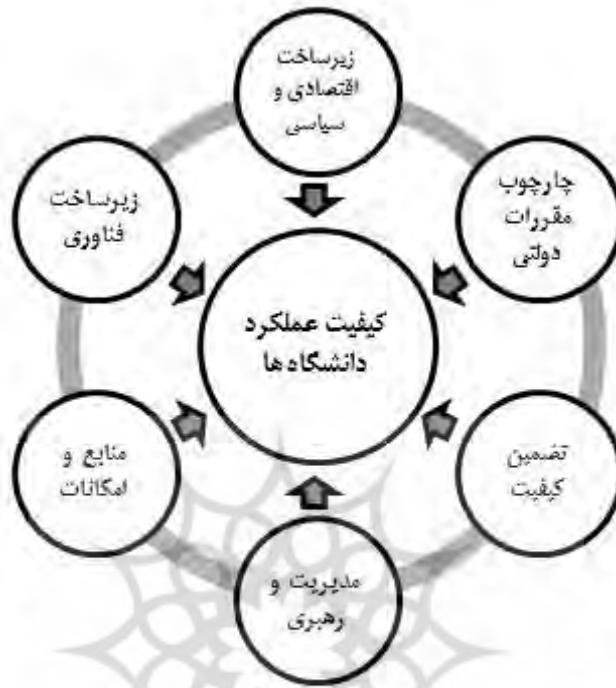 زیرساخت
اقتصادی و
سیاسی
چارچوب
مقررات
دولتی
تضمین
کیفیت
مدیریت و
رهبری
منابع و
امکانات
زیرساخت
فناوری
کیفیت عملکرد
دانشگاه ها